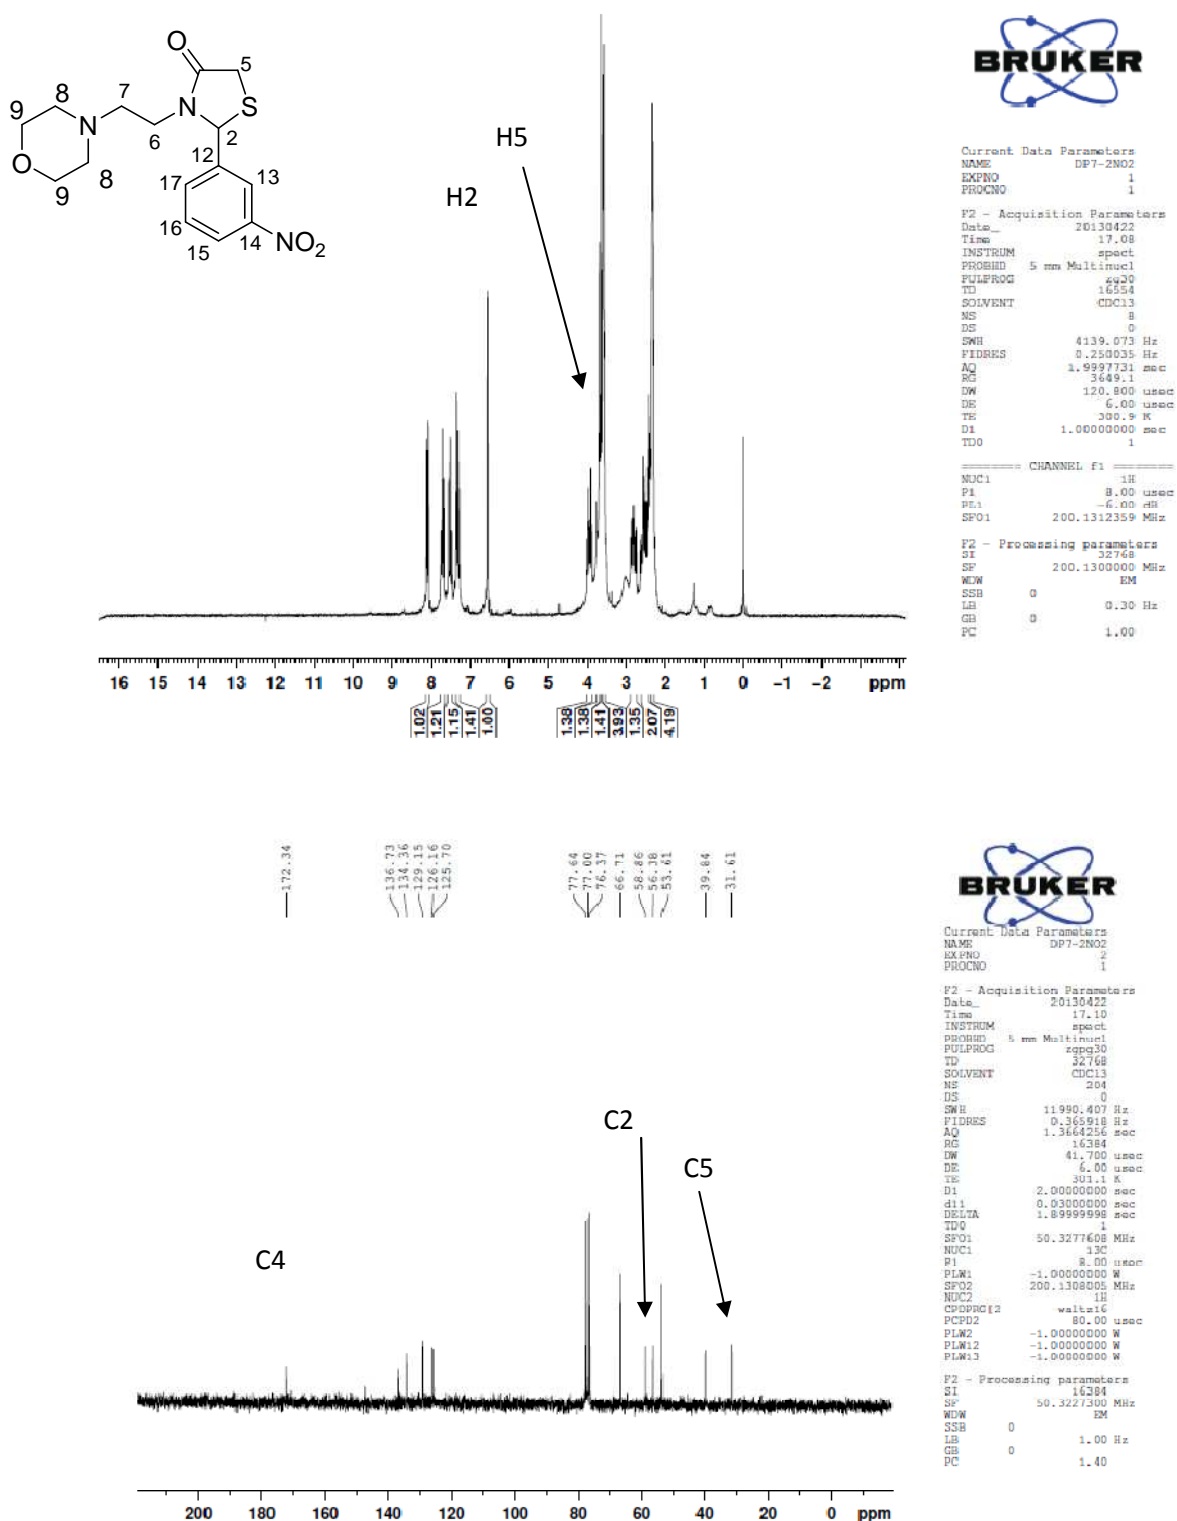 O
5
N
S
7
8
9
N
6
2
O
8
9
12
13
17
16
15
14
NO2
H5
H2
16 15 14 13 12 11 10 9 8 7 6 5 4 3 2 1 0 −1 −2 ppm
1.02
1.21
1.15
1.41
1.00
1.38
1.38
1.41
3.93
1.35
2.07
4.19
BRUKER
Current Data Parameters
NAME DP7-2NO2
EXPNO 1
PROCNO 1
F2 - Acquisition Parameters
Date_ 20130422
Time 17.08
INSTRUM spect
PROBHD 5 mm Multinucl
PULPROG zg30
TD 16554
SOLVENT CDCl3
NS 8
DS 0
SWH 4139.073 Hz
FIDRES 0.250035 Hz
AQ 1.9997731 sec
RG 3649.1
DW 120.800 usec
DE 6.00 usec
TE 300.9 K
D1 1.00000000 sec
TD0 1
======== CHANNEL f1 ========
NUC1 1H
P1 8.00 usec
PL1 -6.00 dB
SFO1 200.1312359 MHz
F2 - Processing parameters
SI 32768
SF 200.1300000 MHz
WDW EM
SSB 0
LB 0.30 Hz
GB 0
PC 1.00
172.34
136.73
134.36
129.15
126.16
125.70
77.64
77.00
76.37
66.71
58.86
56.38
53.61
39.84
31.61
C2
C5
C4
200 180 160 140 120 100 80 60 40 20 0 ppm
BRUKER
Current Data Parameters
NAME DP7-2NO2
EXPNO 2
PROCNO 1
F2 - Acquisition Parameters
Date_ 20130422
Time 17.10
INSTRUM spect
PROBHD 5 mm Multinucl
PULPROG zgpg30
TD 32768
SOLVENT CDCl3
NS 204
DS 0
SWH 11990.407 Hz
FIDRES 0.365918 Hz
AQ 1.3664256 sec
RG 16384
DW 41.700 usec
DE 6.00 usec
TE 301.1 K
D1 2.00000000 sec
d11 0.03000000 sec
DELTA 1.89999998 sec
TD0 1
SFO1 50.3277608 MHz
NUC1 13C
P1 8.00 usec
PLW1 -1.00000000 W
SFO2 200.1308005 MHz
NUC2 1H
CPDPRG[2 waltz16
PCPD2 80.00 usec
PLW2 -1.00000000 W
PLW12 -1.00000000 W
PLW13 -1.00000000 W
F2 - Processing parameters
SI 16384
SF 50.3227300 MHz
WDW EM
SSB 0
LB 1.00 Hz
GB 0
PC 1.40